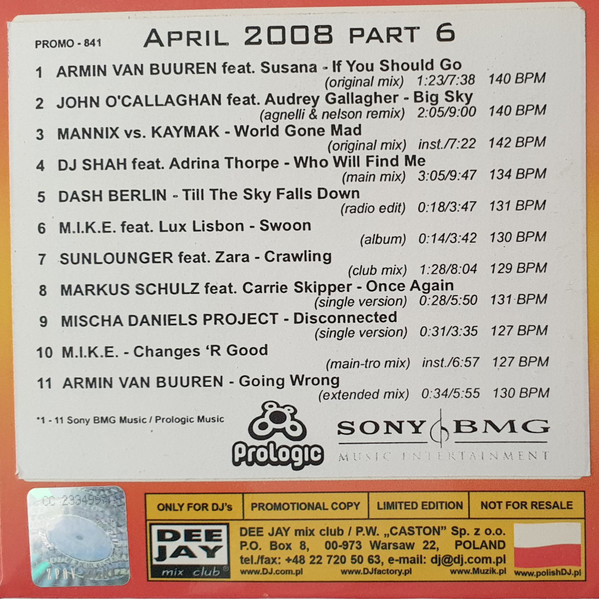 PROMO - 841 APRIL 2008 PART 6
1 ARMIN VAN BUUREN feat. Susana - If You Should Go
(original mix) 1:23/7:38 140 BPM
2 JOHN O'CALLAGHAN feat. Audrey Gallagher - Big Sky
(agnelli & nelson remix) 2:05/9:00 140 BPM
3 MANNIX vs. KAYMAK - World Gone Mad
(original mix) inst./7:22 142 BPM
4 DJ SHAH feat. Adrina Thorpe - Who Will Find Me
(main mix) 3:05/9:47 134 BPM
5 DASH BERLIN - Till The Sky Falls Down
(radio edit) 0:18/3:47 131 BPM
6 M.I.K.E. feat. Lux Lisbon - Swoon
(album) 0:14/3:42 130 BPM
7 SUNLOUNGER feat. Zara - Crawling
(club mix) 1:28/8:04 129 BPM
8 MARKUS SCHULZ feat. Carrie Skipper - Once Again
(single version) 0:28/5:50 131 BPM
9 MISCHA DANIELS PROJECT - Disconnected
(single version) 0:31/3:35 127 BPM
10 M.I.K.E. - Changes 'R Good
(main-tro mix) inst./6:57 127 BPM
11 ARMIN VAN BUUREN - Going Wrong
(extended mix) 0:34/5:55 130 BPM
*1 - 11 Sony BMG Music / Prologic Music
ProLogic
SONY BMG
MUSIC ENTERTAINMENT
ONLY FOR DJ's PROMOTIONAL COPY LIMITED EDITION NOT FOR RESALE
DEE JAY mix club
DEE JAY mix club / P.W. „CASTON" Sp. z o.o.
P.O. Box 8, 00-973 Warsaw 22, POLAND
tel./fax: +48 22 720 50 63, e-mail: dj@dj.com.pl
www.DJ.com.pl www.DJfactory.pl www.Muzik.pl www.polishDJ.pl